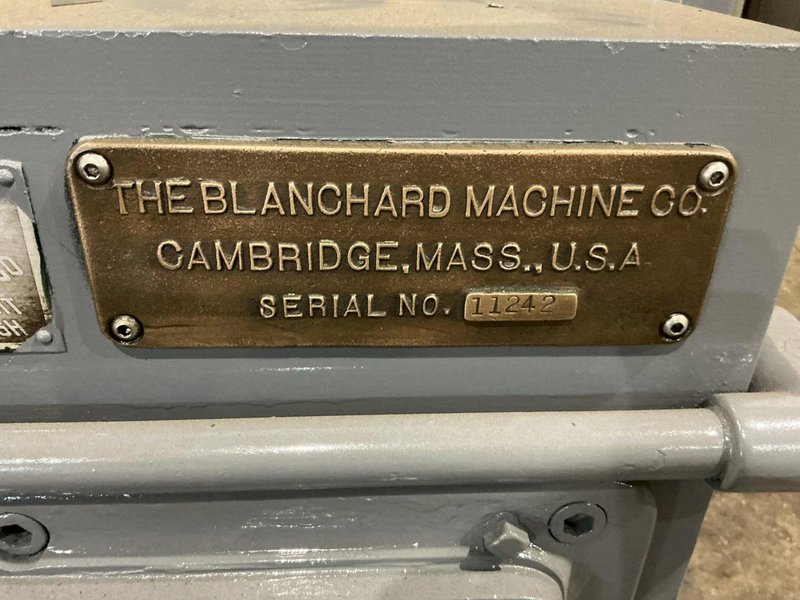 THE BLANCHARD MACHINE CO.
CAMBRIDGE, MASS., U.S.A
SERIAL NO. 11242